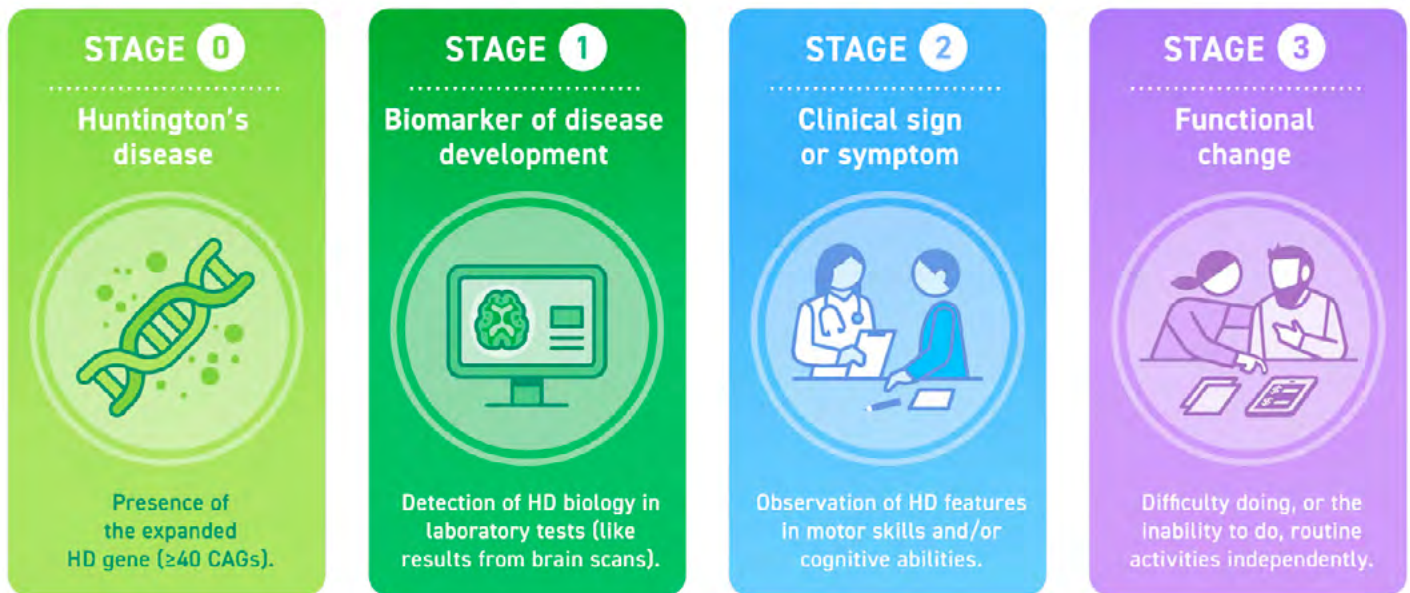 STAGE 0
Huntington's
disease
Presence of
the expanded
HD gene (≥40 CAGs).
STAGE 1
Biomarker of disease
development
Detection of HD biology in
laboratory tests (like
results from brain scans).
STAGE 2
Clinical sign
or symptom
Observation of HD features
in motor skills and/or
cognitive abilities.
STAGE 3
Functional
change
Difficulty doing, or the
inability to do, routine
activities independently.